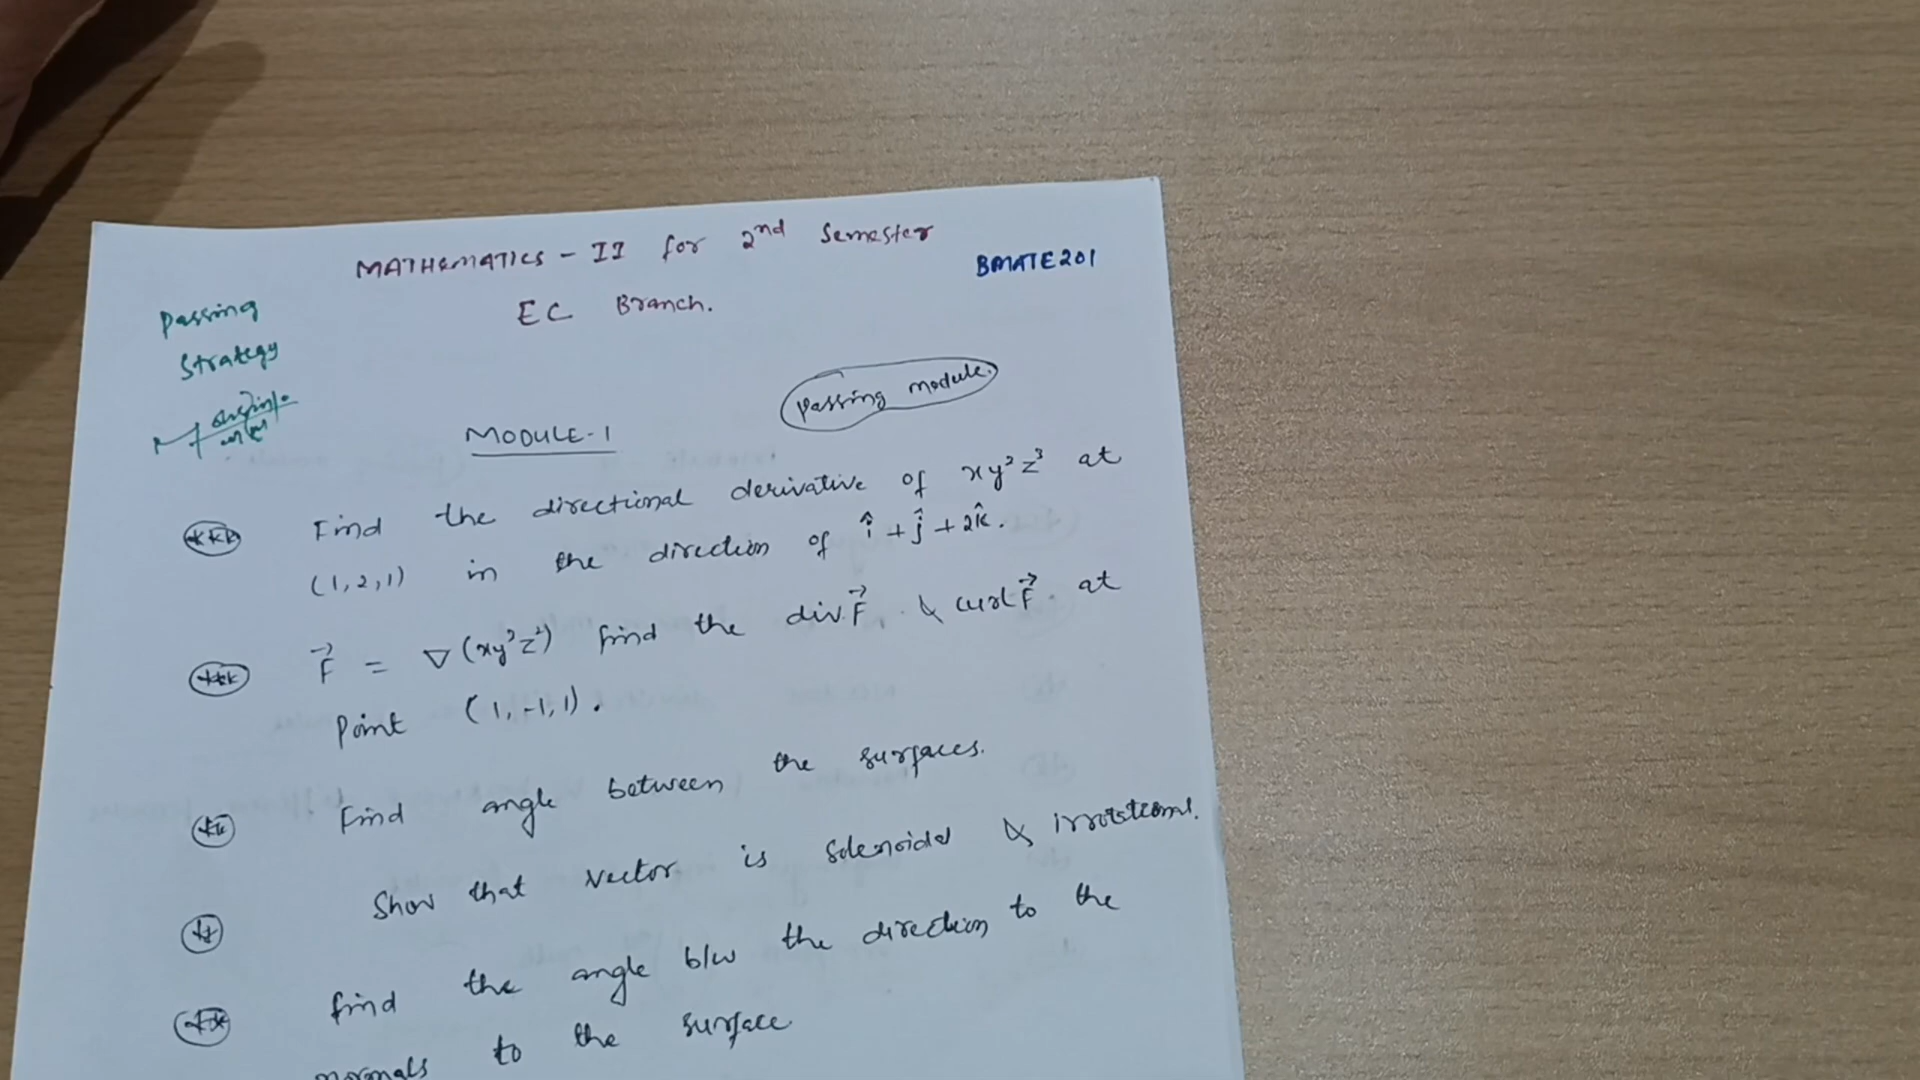 MATHEMATICS - II for 2nd Semester
BMATE201
EC Branch.
Passing
Strategy
Passing module.
MODULE-1
Find the directional derivative of xy²z³ at
(1,2,1) in the direction of î + ĵ + 2k̂.
F⃗ = ∇(xy³z²) find the div.F⃗ & curl F⃗ at
Point (1,-1,1).
Find angle between the surfaces.
Show that vector is solenoidal & irrotational.
find the angle b/w the direction to the
normals to the surface